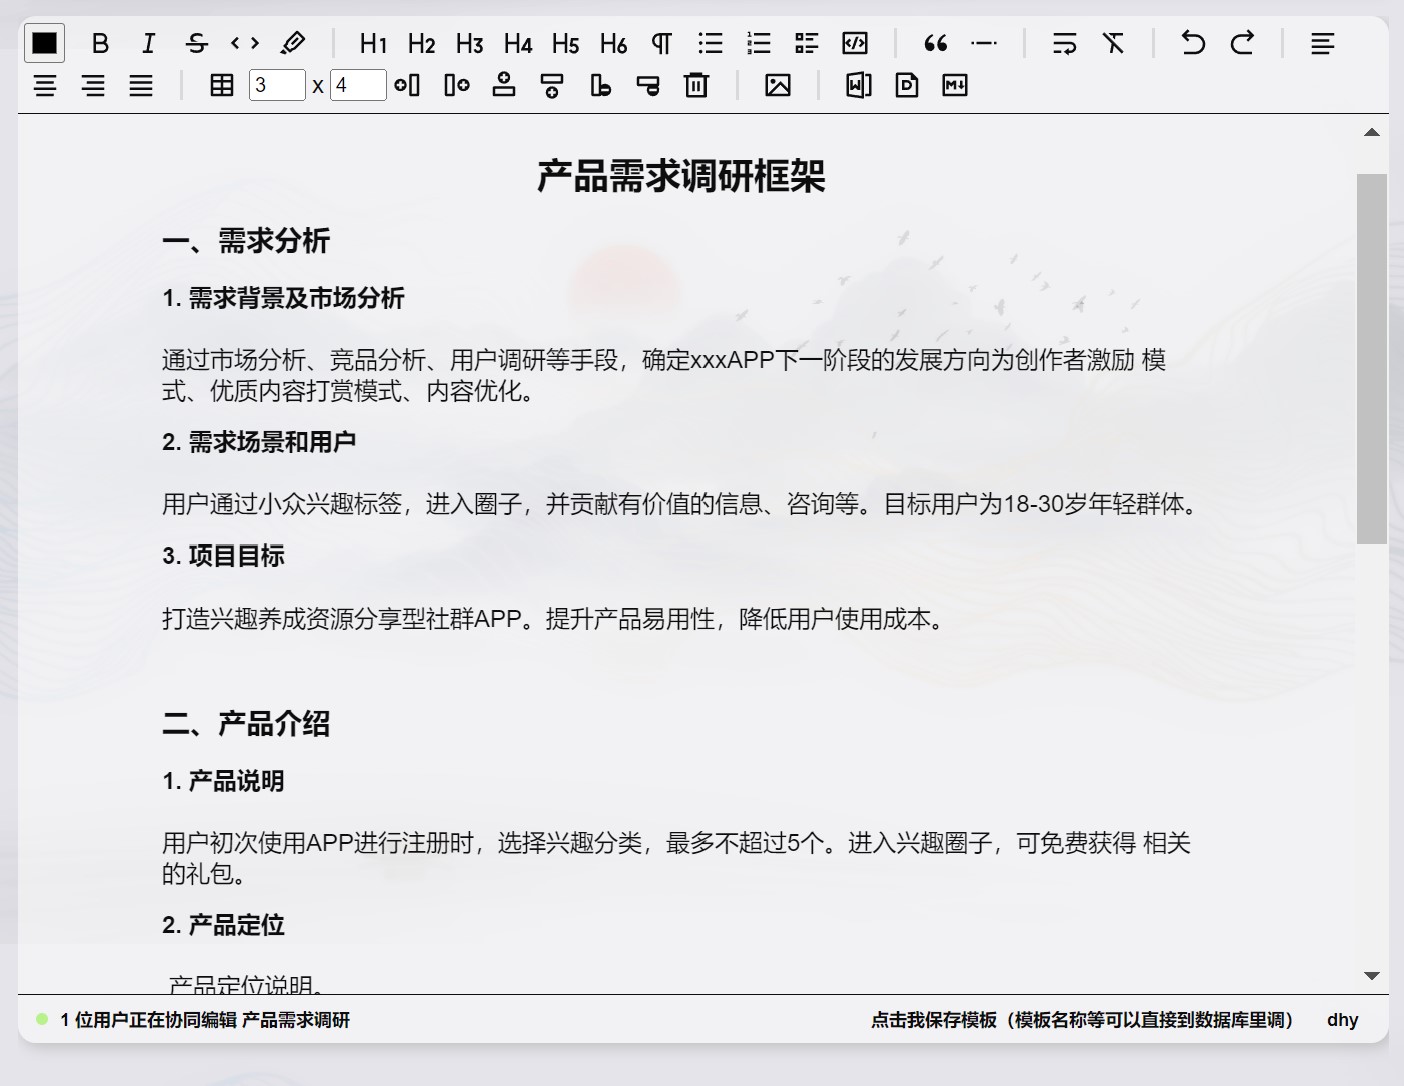 B I S < > H1 H2 H3 H4 H5 H6
3 x 4 W D M
产品需求调研框架
一、需求分析
1. 需求背景及市场分析
通过市场分析、竞品分析、用户调研等手段，确定xxxAPP下一阶段的发展方向为创作者激励 模
式、优质内容打赏模式、内容优化。
2. 需求场景和用户
用户通过小众兴趣标签，进入圈子，并贡献有价值的信息、咨询等。目标用户为18-30岁年轻群体。
3. 项目目标
打造兴趣养成资源分享型社群APP。提升产品易用性，降低用户使用成本。
二、产品介绍
1. 产品说明
用户初次使用APP进行注册时，选择兴趣分类，最多不超过5个。进入兴趣圈子，可免费获得 相关
的礼包。
2. 产品定位
产品定位说明。
1 位用户正在协同编辑 产品需求调研 点击我保存模板（模板名称等可以直接到数据库里调） dhy